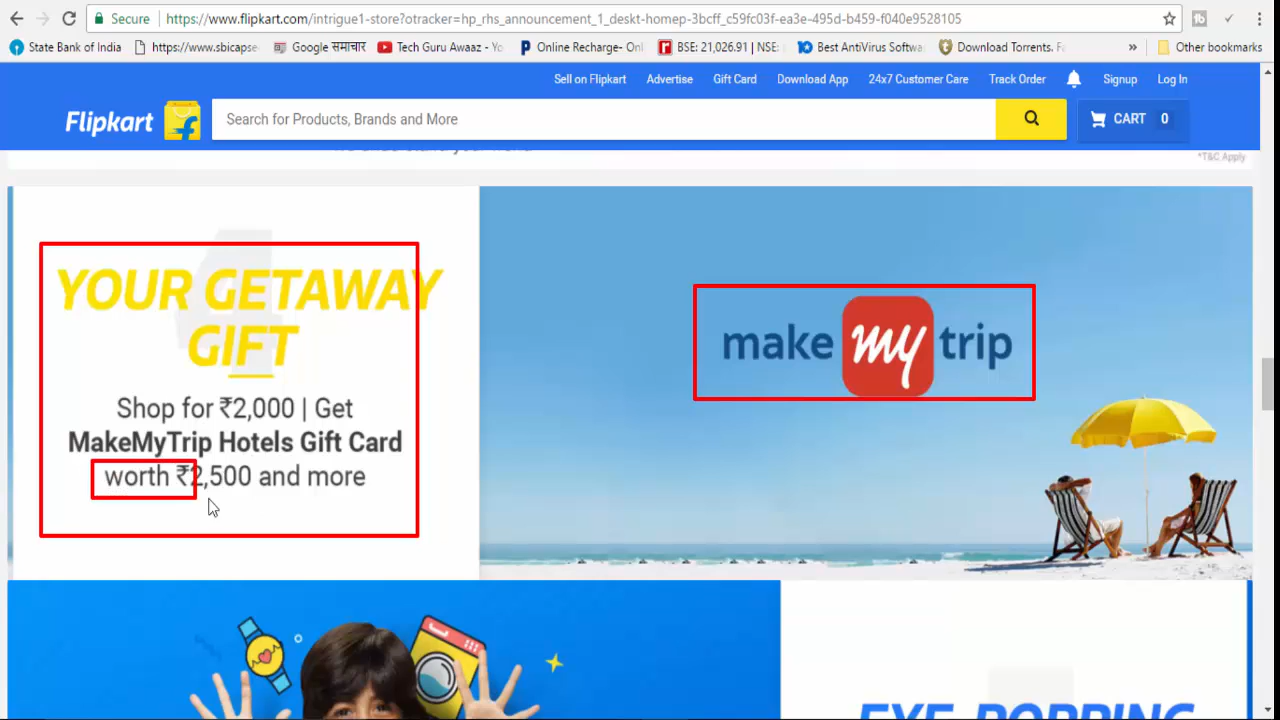 Secure https://www.flipkart.com/intrigue1-store?otracker=hp_rhs_announcement_1_deskt-homep-3bcff_c59fc03f-ea3e-495d-b459-f040e9528105
State Bank of India https://www.sbicapse Google समाचार Tech Guru Awaaz - Yo Online Recharge- Onl BSE: 21,026.91 | NSE: Best AntiVirus Softwa Download Torrents. Fa » Other bookmarks
Sell on Flipkart Advertise Gift Card Download App 24x7 Customer Care Track Order Signup Log In
Flipkart Search for Products, Brands and More CART 0
*T&C Apply
4
YOUR GETAWAY
GIFT
Shop for ₹2,000 | Get
MakeMyTrip Hotels Gift Card
worth ₹2,500 and more
make my trip
EYE-POPPING